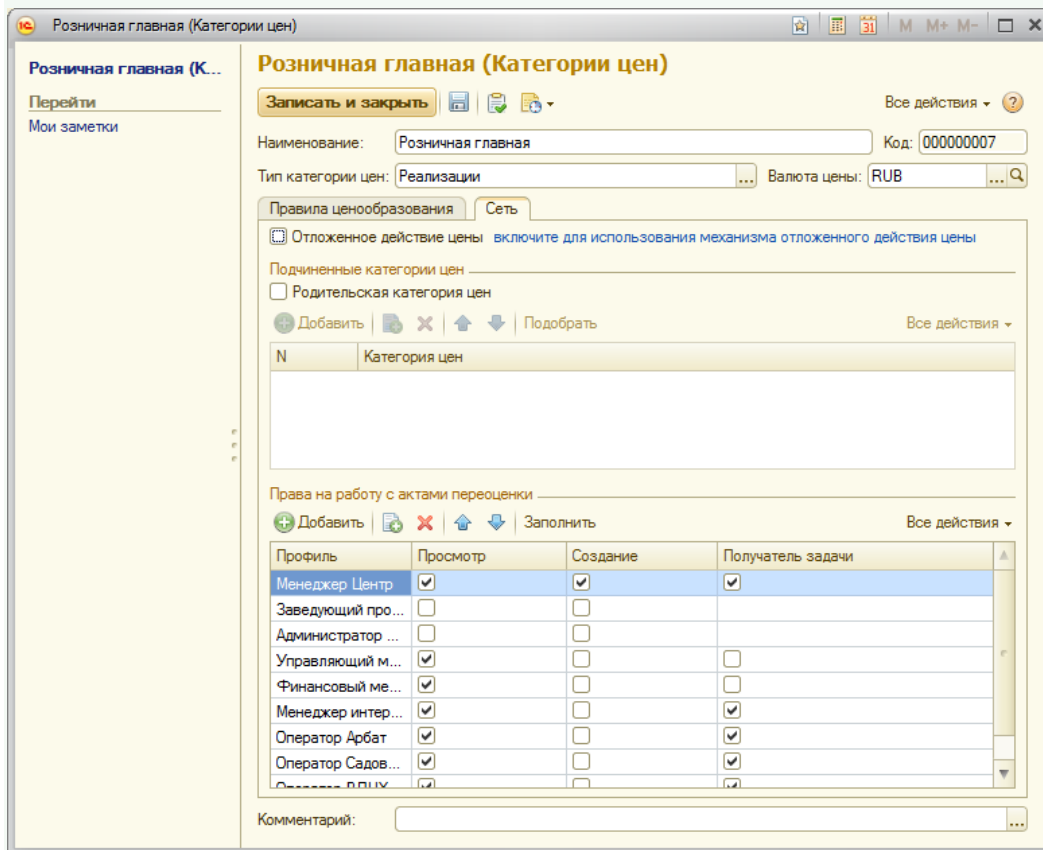 Розничная главная (Категории цен)
31 M M+ M-
Розничная главная (К...
Перейти
Мои заметки
Розничная главная (Категории цен)
Записать и закрыть Все действия ?
Наименование: Розничная главная Код: 000000007
Тип категории цен: Реализации ... Валюта цены: RUB ...
Правила ценообразования Сеть
Отложенное действие цены включите для использования механизма отложенного действия цены
Подчиненные категории цен
Родительская категория цен
Добавить Подобрать Все действия
N Категория цен
Права на работу с актами переоценки
Добавить Заполнить Все действия
Профиль Просмотр Создание Получатель задачи
Менеджер Центр
Заведующий про...
Администратор ...
Управляющий м...
Финансовый ме...
Менеджер интер...
Оператор Арбат
Оператор Садов...
Оператор ВДНХ
Комментарий: ...